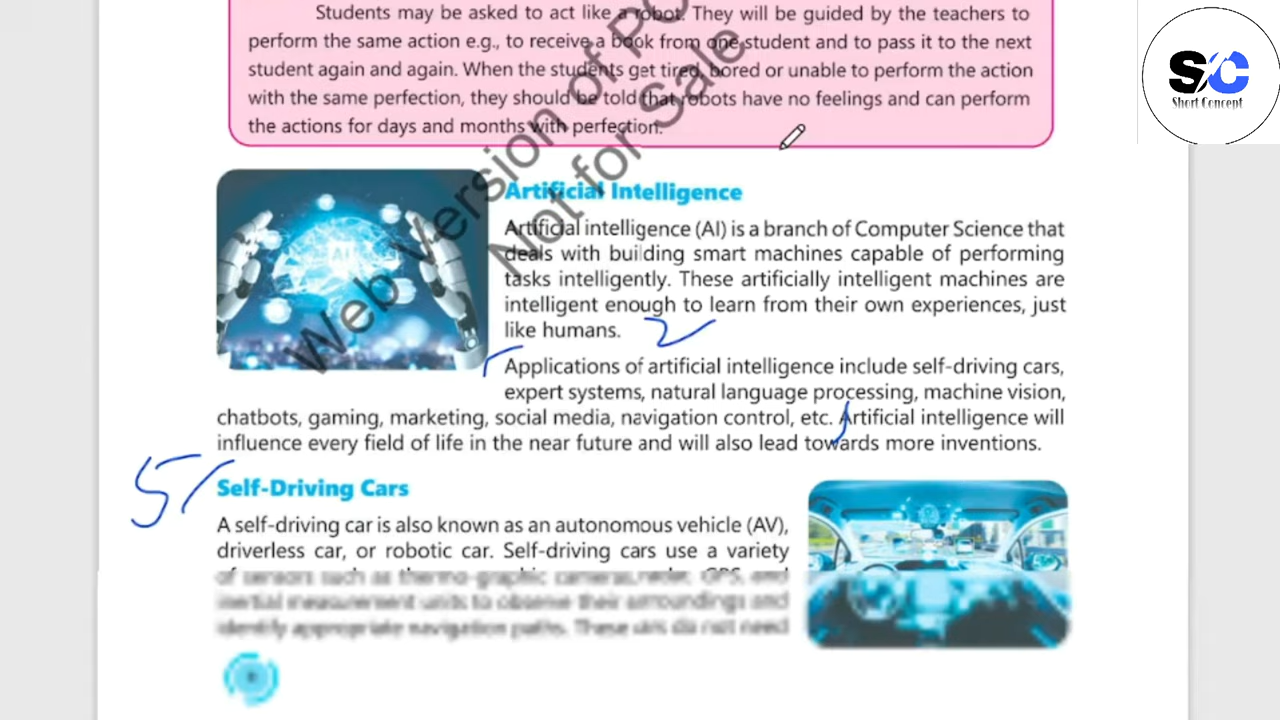 Students may be asked to act like a robot. They will be guided by the teachers to
perform the same action e.g., to receive a book from one student and to pass it to the next
student again and again. When the students get tired, bored or unable to perform the action
with the same perfection, they should be told that robots have no feelings and can perform
the actions for days and months with perfection.
SC
Short Concept
Web Version of PC
Not for Sale
Artificial Intelligence
Artificial intelligence (AI) is a branch of Computer Science that
deals with building smart machines capable of performing
tasks intelligently. These artificially intelligent machines are
intelligent enough to learn from their own experiences, just
like humans. 2
Applications of artificial intelligence include self-driving cars,
expert systems, natural language processing, machine vision,
chatbots, gaming, marketing, social media, navigation control, etc. Artificial intelligence will
influence every field of life in the near future and will also lead towards more inventions.
5
Self-Driving Cars
A self-driving car is also known as an autonomous vehicle (AV),
driverless car, or robotic car. Self-driving cars use a variety
of sensors such as thermo-graphic cameras, radar, GPS, and
inertial measurement units to observe their surroundings and
identify appropriate navigation paths. These cars do not need